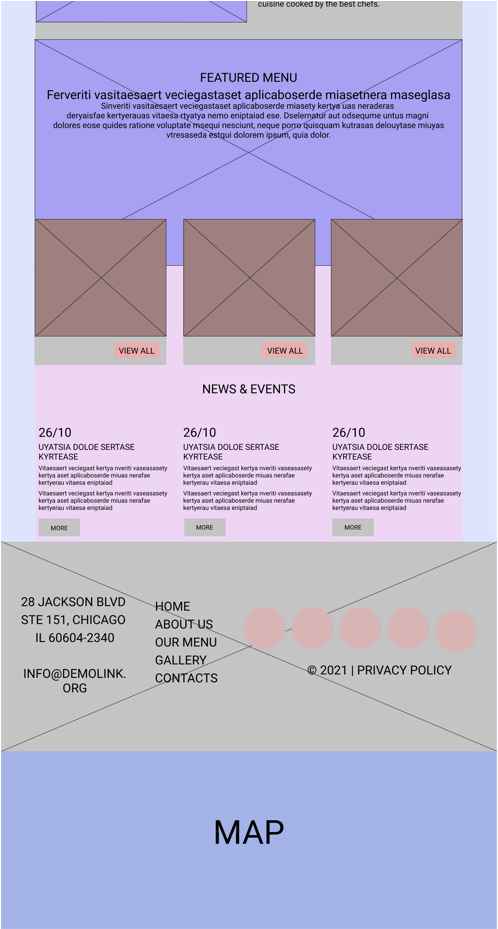 cuisine cooked by the best chefs.
FEATURED MENU
Ferveriti vasitaesaert veciegastaset aplicaboserde miasetnera maseglasa
Sinveriti vasitaesaert veciegastaset aplicaboserde miasety kertya uas neraderas
deryaisfae kertyerauas vitaesa rtyatya nemo eniptaiad ese. Dselernatur aut odsequme untus magni
dolores eose quides ratione voluptate msequi nesciunt, neque porro quisquam kutrasas delouytase miuyas
vtresaseda estqui dolorem ipsum, quia dolor.
VIEW ALL
VIEW ALL
VIEW ALL
NEWS & EVENTS
26/10
UYATSIA DOLOE SERTASE
KYRTEASE
Vitaesaert veciegast kertya nveriti vaseasasety
kertya aset aplicaboserde miuas nerafae
kertyerau vitaesa eniptaiad
Vitaesaert veciegast kertya nveriti vaseasasety
kertya aset aplicaboserde miuas nerafae
kertyerau vitaesa eniptaiad
MORE
26/10
UYATSIA DOLOE SERTASE
KYRTEASE
Vitaesaert veciegast kertya nveriti vaseasasety
kertya aset aplicaboserde miuas nerafae
kertyerau vitaesa eniptaiad
Vitaesaert veciegast kertya nveriti vaseasasety
kertya aset aplicaboserde miuas nerafae
kertyerau vitaesa eniptaiad
MORE
26/10
UYATSIA DOLOE SERTASE
KYRTEASE
Vitaesaert veciegast kertya nveriti vaseasasety
kertya aset aplicaboserde miuas nerafae
kertyerau vitaesa eniptaiad
Vitaesaert veciegast kertya nveriti vaseasasety
kertya aset aplicaboserde miuas nerafae
kertyerau vitaesa eniptaiad
MORE
28 JACKSON BLVD
STE 151, CHICAGO
IL 60604-2340
INFO@DEMOLINK.
ORG
HOME
ABOUT US
OUR MENU
GALLERY
CONTACTS
© 2021 | PRIVACY POLICY
MAP